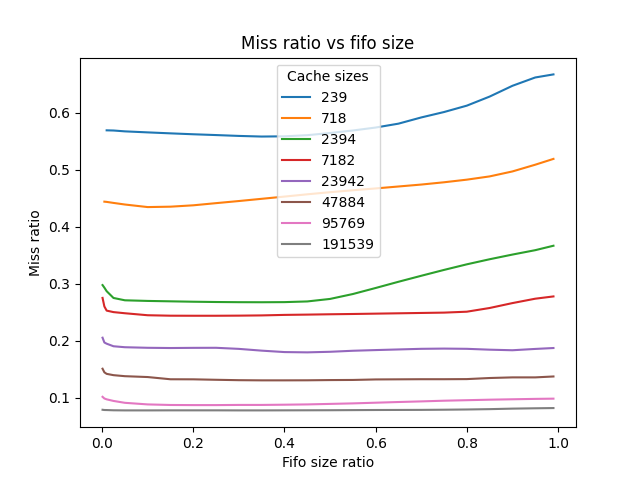 Miss ratio vs fifo size
Cache sizes
239
718
2394
7182
23942
47884
95769
191539
Miss ratio
0.6
0.5
0.4
0.3
0.2
0.1
0.0 0.2 0.4 0.6 0.8 1.0
Fifo size ratio